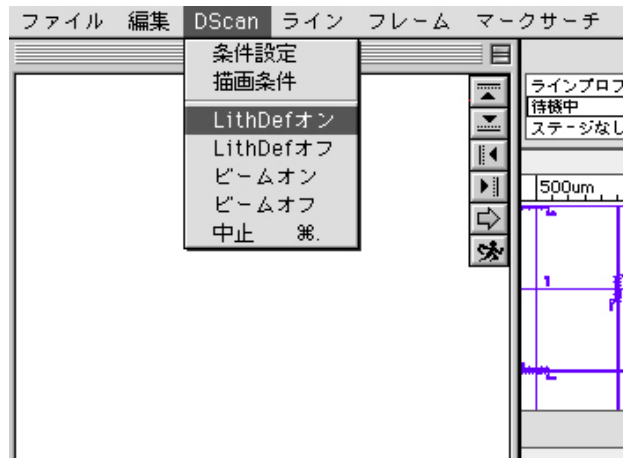 ファイル 編集 DScan ライン フレーム マークサーチ
条件設定
描画条件
LithDefオン
LithDefオフ
ビームオン
ビームオフ
中止 ⌘.
ラインプロフ
待機中
ステージなし
500um